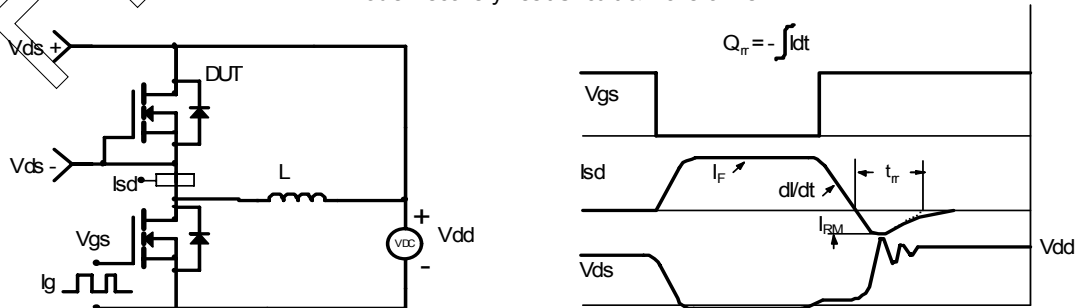 Vds +
DUT
Vds -
Isd
L
Vgs
Ig
+
VDC
-
Vdd
Qrr = - ∫Idt
Vgs
Isd
IF
dI/dt
trr
IRM
Vds
Vdd